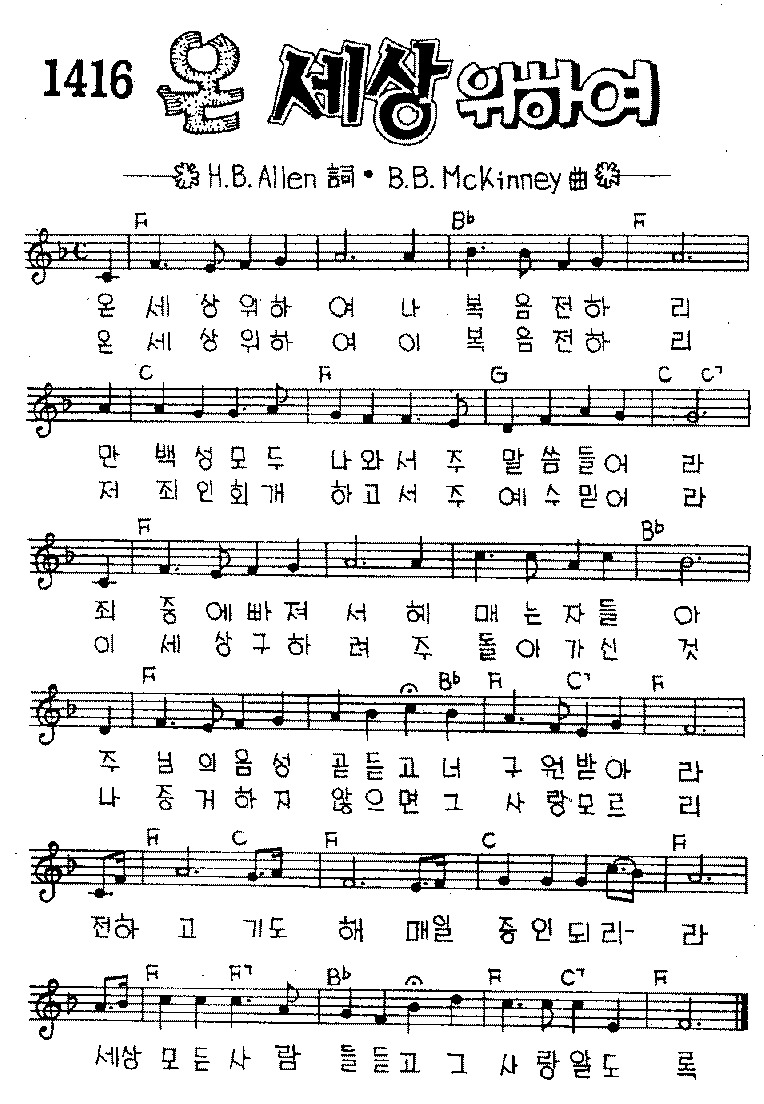 1416 온 세상 위하여
H.B.Allen 詞 • B.B.McKinney 曲
F B♭ F
온 세 상 위 하 여 나 복 음 전 하 리
온 세 상 위 하 여 이 복 음 전 하 리
C F G C C7
만 백 성 모 두 나 와 서 주 말 씀 들 어 라
저 죄 인 회 개 하 고 서 주 예 수 믿 어 라
F B♭
죄 중 에 빠 져 서 헤 매 는 자 들 아
이 세 상 구 하 려 주 돌 아 가 신 것
F B♭ F C7 F
주 님 의 음 성 곧 듣 고 너 구 원 받 아 라
나 증 거 하 지 않 으 면 그 사 랑 모 르 리
F C F C F
전하 고 기도 해 매일 증 인 되 리- 라
F F7 B♭ F C7 F
세상 모 든 사 람 들 듣 고 그 사 랑 알 도 록